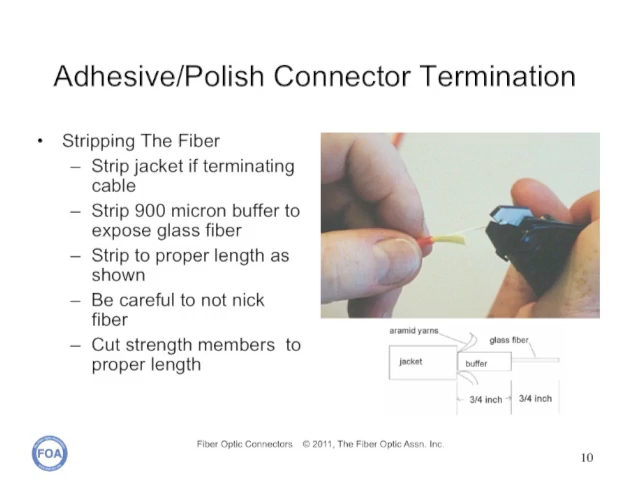 Adhesive/Polish Connector Termination
• Stripping The Fiber
– Strip jacket if terminating
cable
– Strip 900 micron buffer to
expose glass fiber
– Strip to proper length as
shown
– Be careful to not nick
fiber
– Cut strength members to
proper length
aramid yarns
glass fiber
jacket
buffer
3/4 inch 3/4 inch
Fiber Optic Connectors © 2011, The Fiber Optic Assn. Inc.
FOA
10